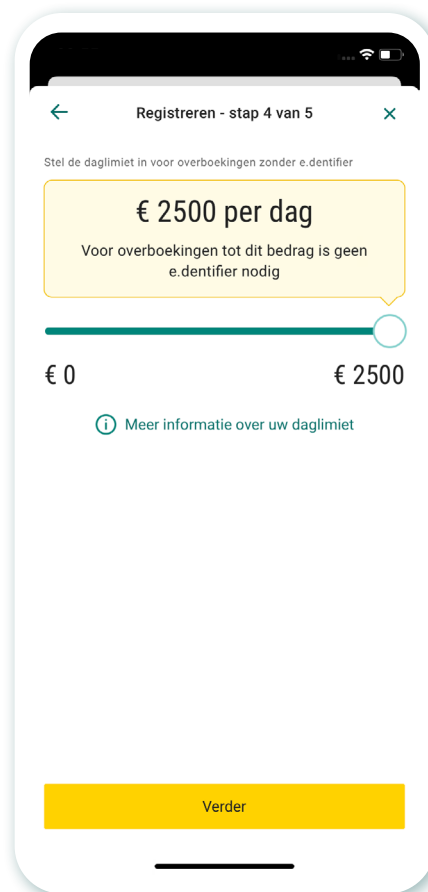 Registreren - stap 4 van 5
Stel de daglimiet in voor overboekingen zonder e.dentifier
€ 2500 per dag
Voor overboekingen tot dit bedrag is geen
e.dentifier nodig
€ 0
€ 2500
Meer informatie over uw daglimiet
Verder